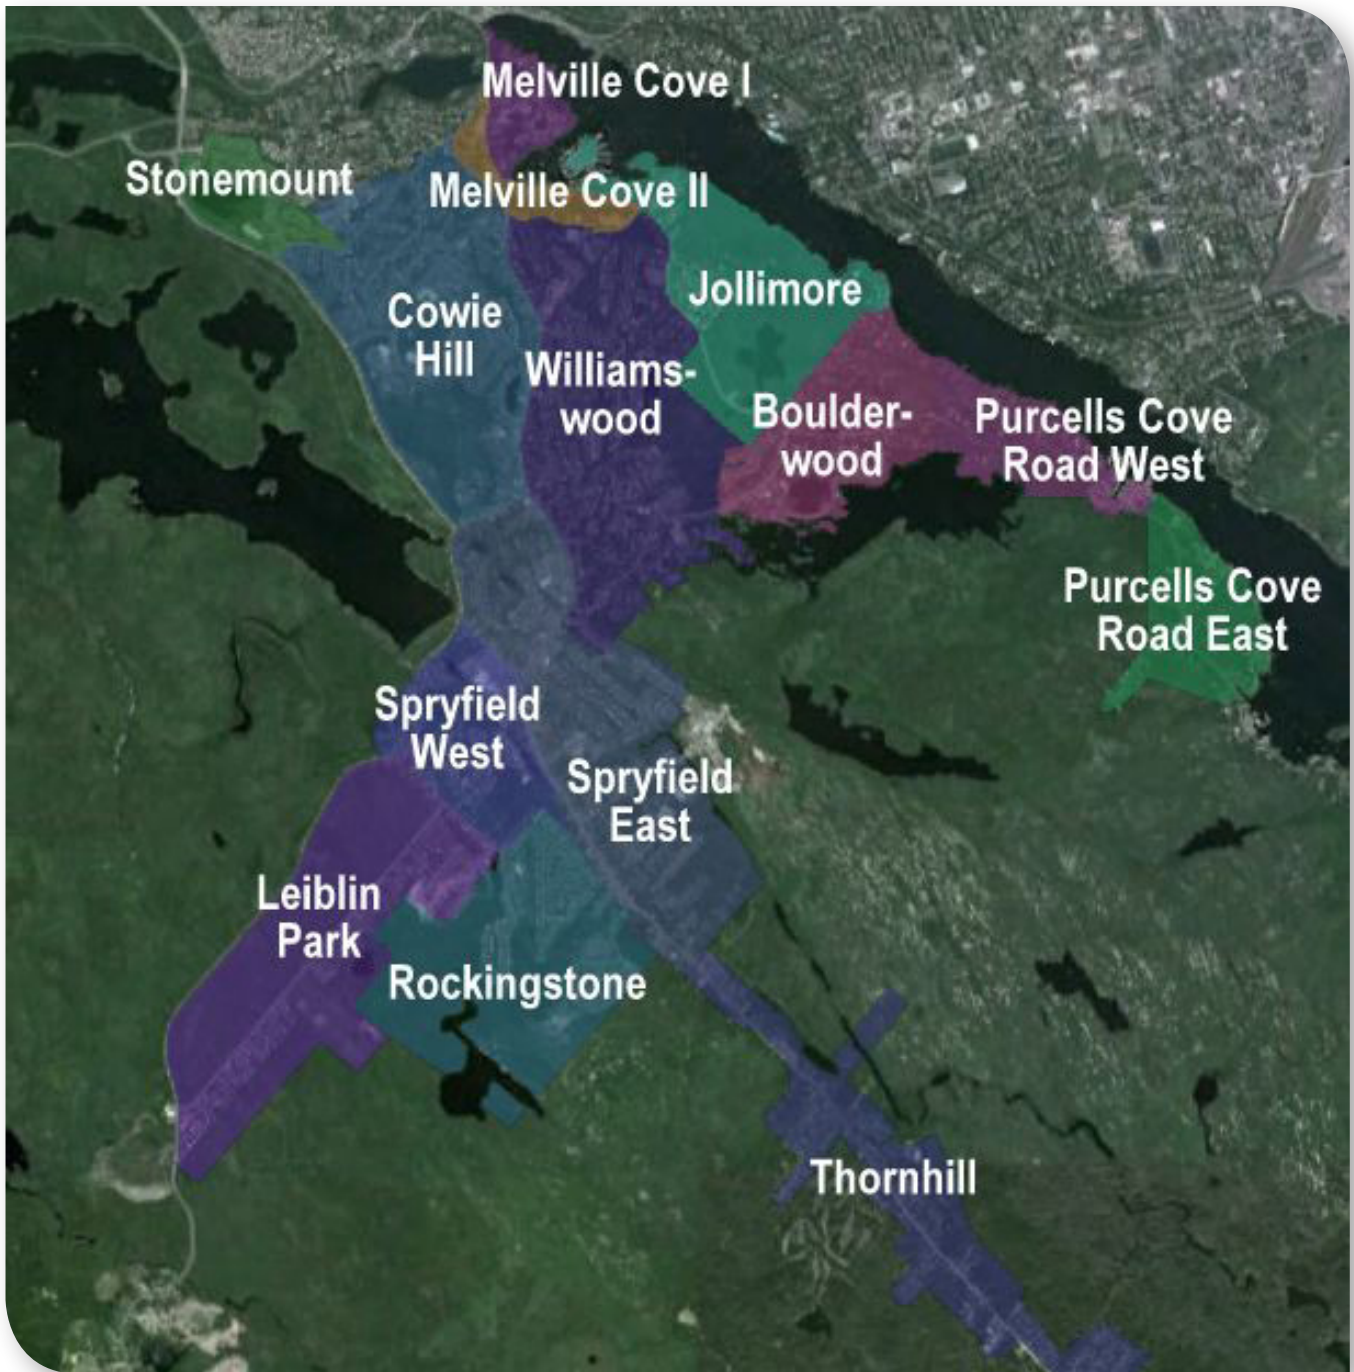 Melville Cove I
Stonemount
Melville Cove II
Jollimore
Cowie
Hill
Williams-
wood
Boulder-
wood
Purcells Cove
Road West
Purcells Cove
Road East
Spryfield
West
Spryfield
East
Leiblin
Park
Rockingstone
Thornhill